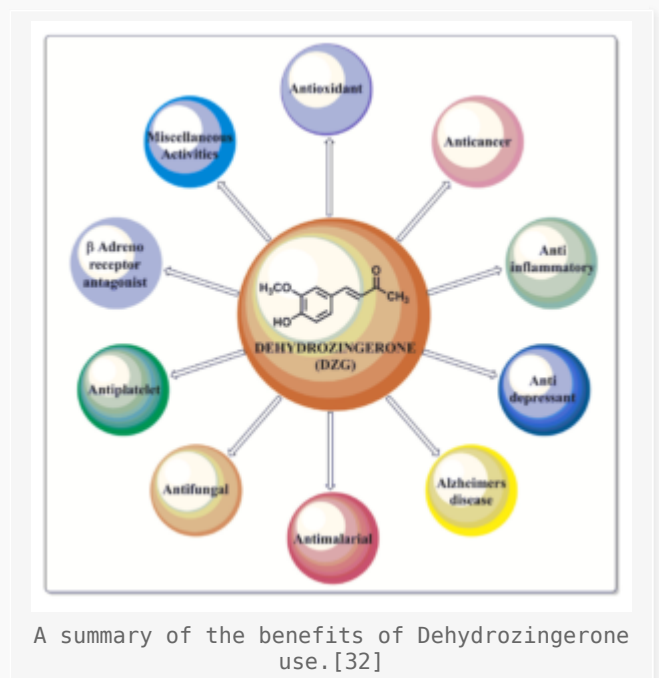 Antioxidant
Anticancer
Anti
inflammatory
Anti
depressant
Alzheimers
disease
Antimalarial
Antifungal
Antiplatelet
β Adreno
receptor
antagonist
Miscellaneous
Activities
H₃CO
HO
O
CH₃
DEHYDROZINGERONE
(DZG)
A summary of the benefits of Dehydrozingerone
use.[32]